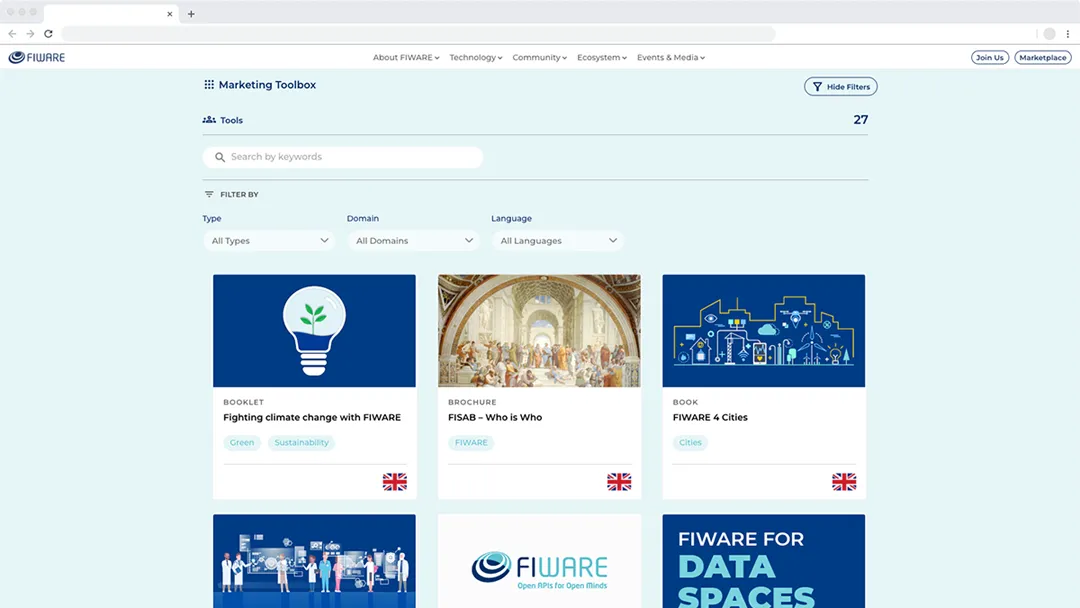 FIWARE
About FIWARE
Technology
Community
Ecosystem
Events & Media
Join Us
Marketplace
Marketing Toolbox
Hide Filters
Tools
27
Search by keywords
FILTER BY
Type
Domain
Language
All Types
All Domains
All Languages
BOOKLET
Fighting climate change with FIWARE
Green
Sustainability
BROCHURE
FISAB – Who is Who
FIWARE
BOOK
FIWARE 4 Cities
Cities
FIWARE
Open APIs for Open Minds
FIWARE FOR
DATA
SPACES